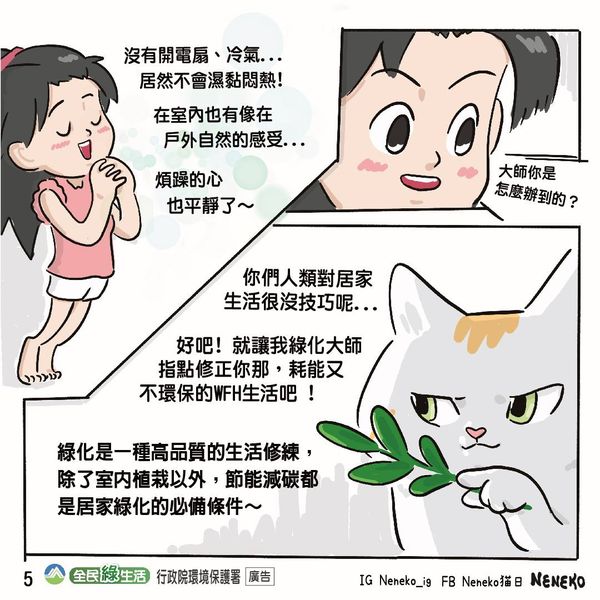 沒有開電扇、冷氣...
居然不會濕黏悶熱!
在室內也有像在
戶外自然的感受...
煩躁的心
也平靜了～
大師你是
怎麼辦到的？
你們人類對居家
生活很沒技巧呢...
好吧! 就讓我綠化大師
指點修正你那，耗能又
不環保的WFH生活吧！
綠化是一種高品質的生活修練，
除了室内植栽以外，節能減碳都
是居家綠化的必備條件～
5 全民綠生活 行政院環境保護署 廣告
IG Neneko_ig FB Neneko猫日 NENEKO